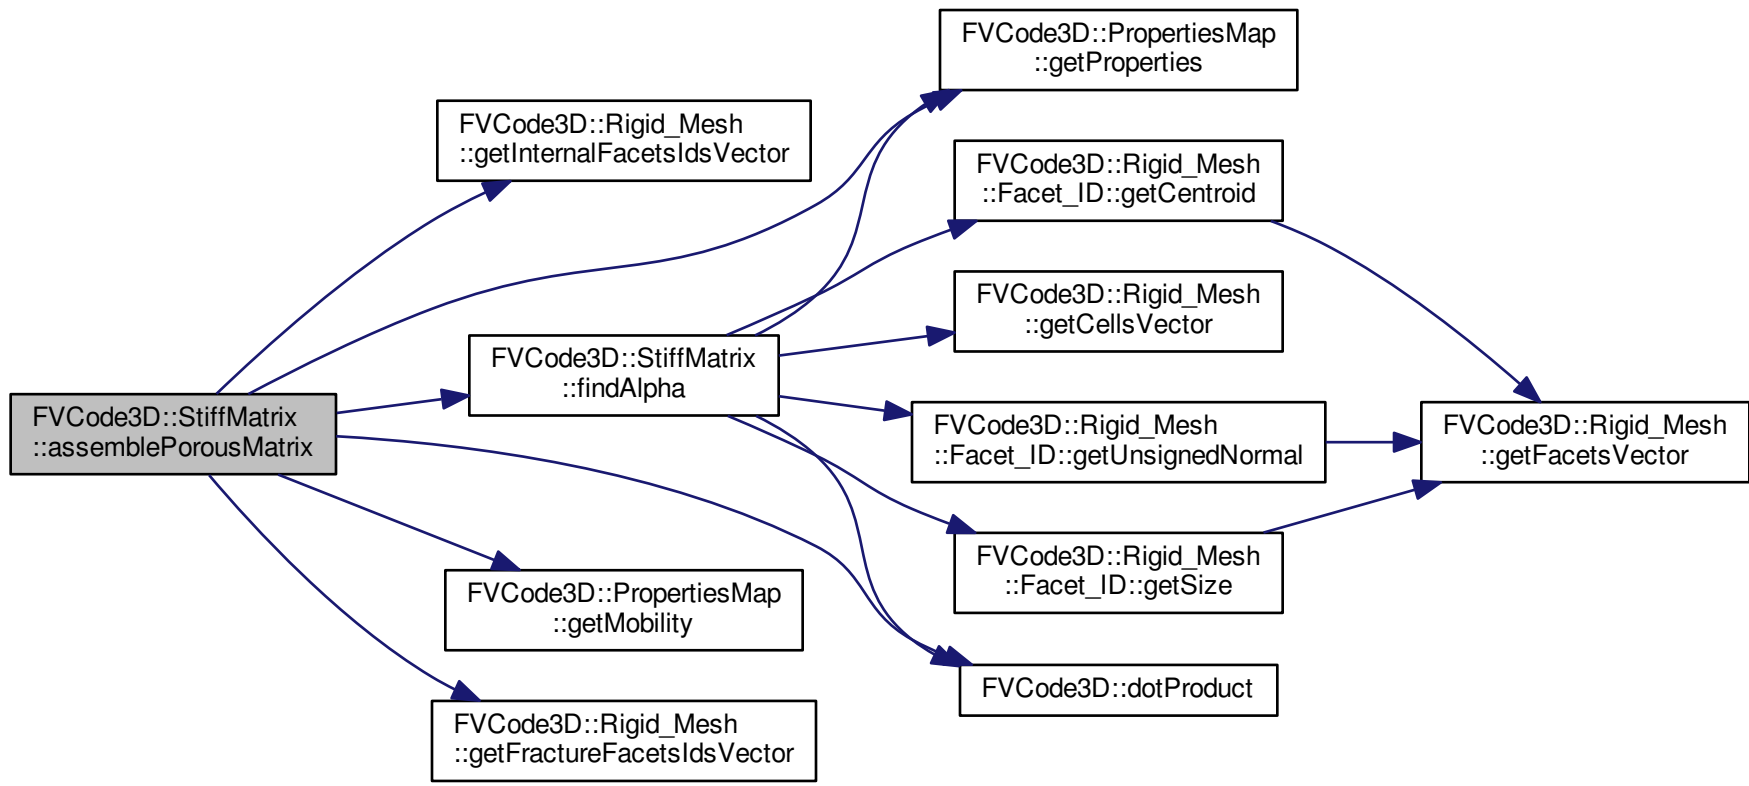 FVCode3D::PropertiesMap
::getProperties
FVCode3D::Rigid_Mesh
::getInternalFacetsIdsVector
FVCode3D::Rigid_Mesh
::Facet_ID::getCentroid
FVCode3D::Rigid_Mesh
::getCellsVector
FVCode3D::StiffMatrix
::findAlpha
FVCode3D::StiffMatrix
::assemblePorousMatrix
FVCode3D::Rigid_Mesh
::Facet_ID::getUnsignedNormal
FVCode3D::Rigid_Mesh
::getFacetsVector
FVCode3D::Rigid_Mesh
::Facet_ID::getSize
FVCode3D::PropertiesMap
::getMobility
FVCode3D::dotProduct
FVCode3D::Rigid_Mesh
::getFractureFacetsIdsVector